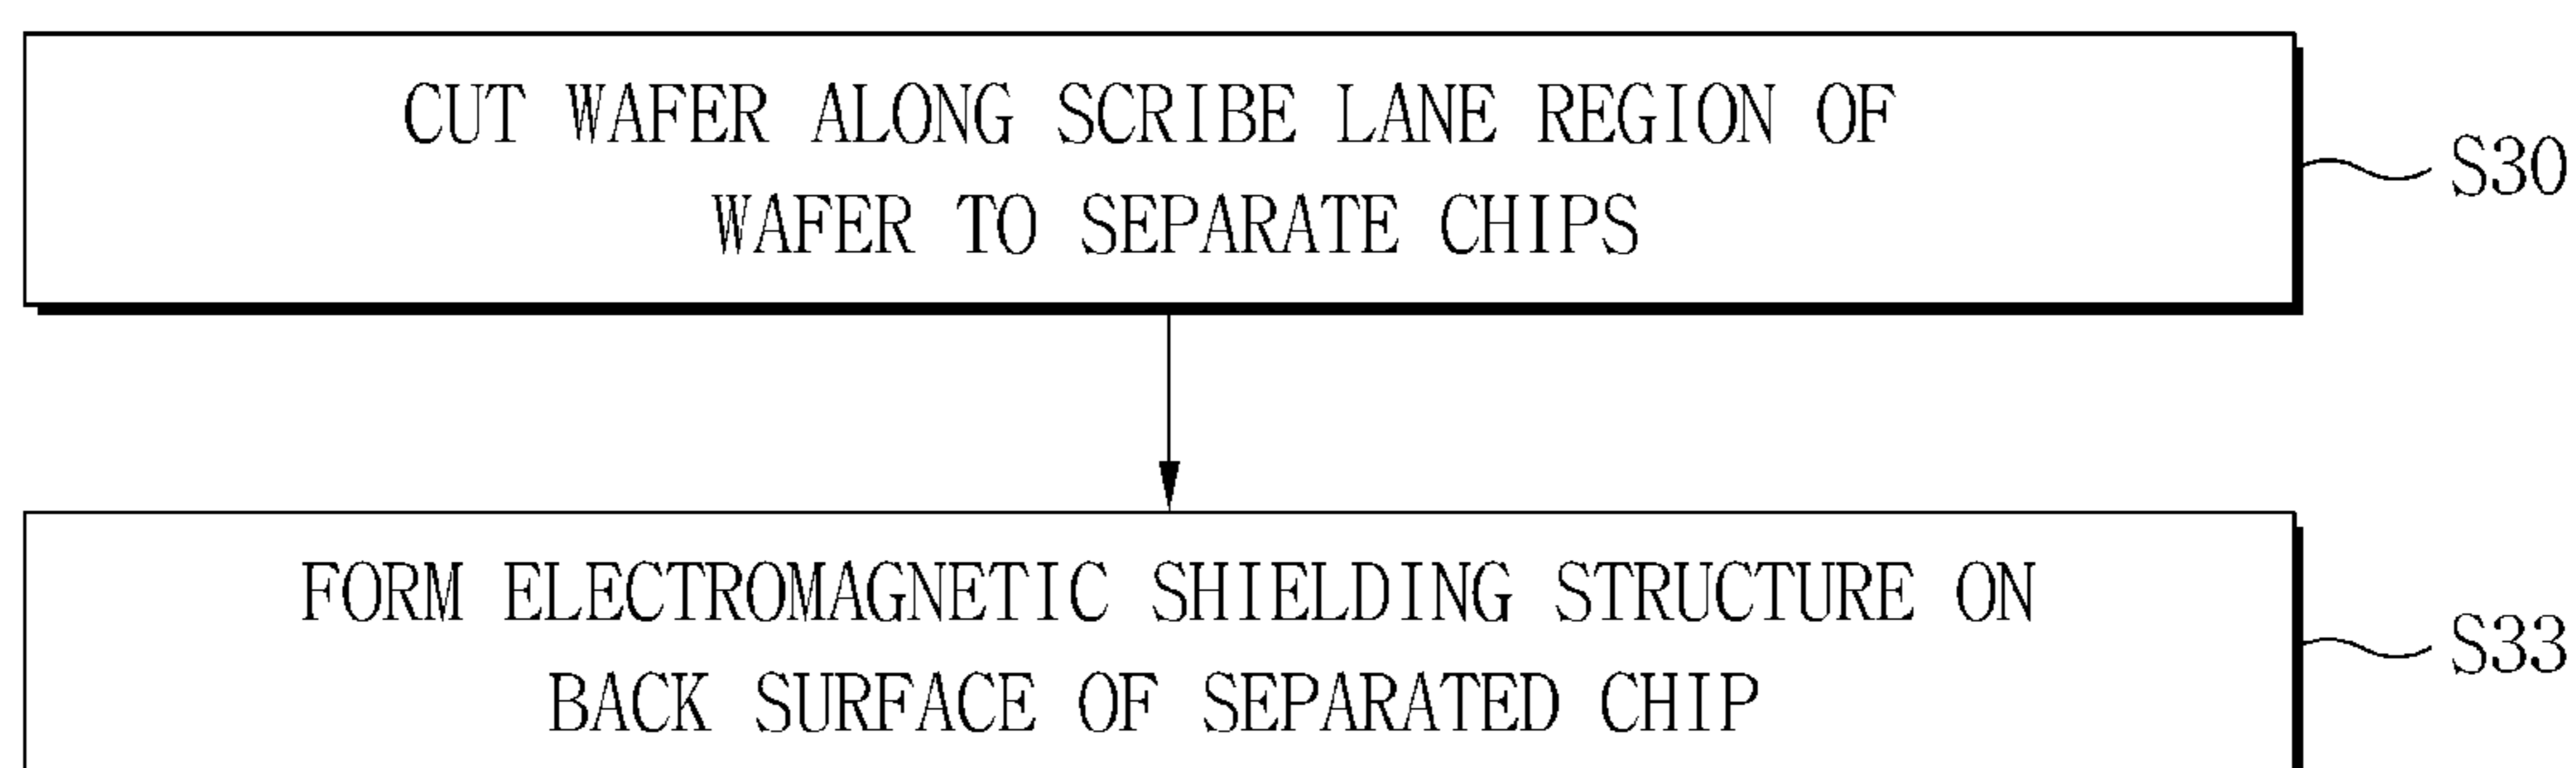 CUT WAFER ALONG SCRIBE LANE REGION OF
WAFER TO SEPARATE CHIPS
S30
FORM ELECTROMAGNETIC SHIELDING STRUCTURE ON
BACK SURFACE OF SEPARATED CHIP
S33